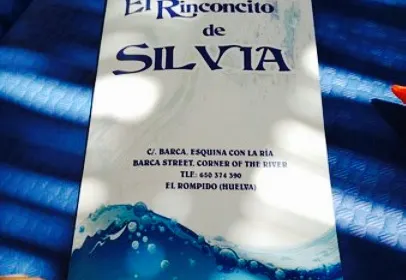 El Rinconcito
de
SILVIA
C/. BARCA, ESQUINA CON LA RÍA
BARCA STREET, CORNER OF THE RIVER
TLF: 650 374 390
EL ROMPIDO (HUELVA)